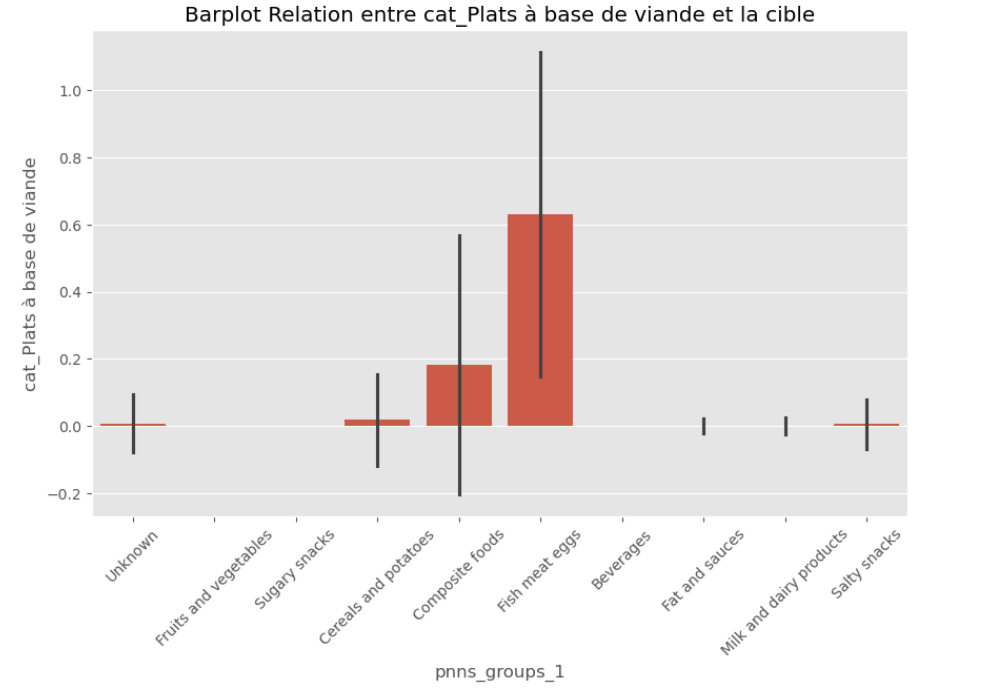 Barplot Relation entre cat_Plats à base de viande et la cible
cat_Plats à base de viande
1.0
0.8
0.6
0.4
0.2
0.0
−0.2
Unknown
Fruits and vegetables
Sugary snacks
Cereals and potatoes
Composite foods
Fish meat eggs
Beverages
Fat and sauces
Milk and dairy products
Salty snacks
pnns_groups_1